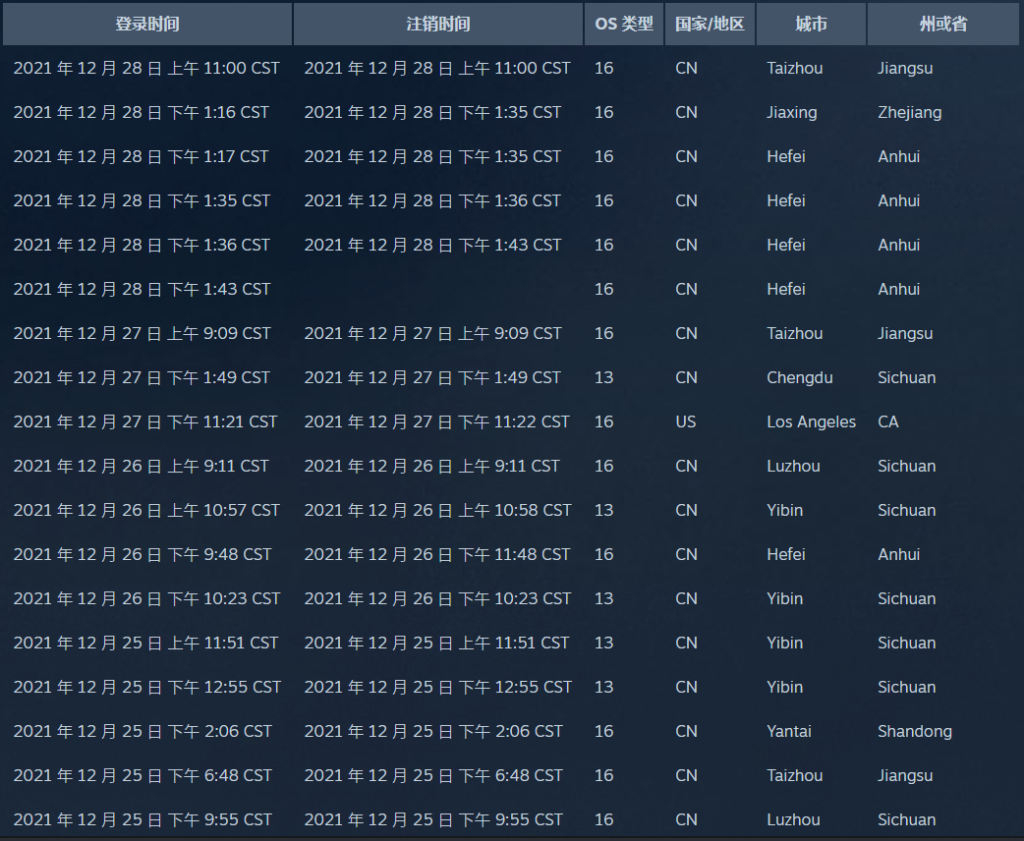 登录时间 注销时间 OS 类型 国家/地区 城市 州或省
2021 年 12 月 28 日 上午 11:00 CST 2021 年 12 月 28 日 上午 11:00 CST 16 CN Taizhou Jiangsu
2021 年 12 月 28 日 下午 1:16 CST 2021 年 12 月 28 日 下午 1:35 CST 16 CN Jiaxing Zhejiang
2021 年 12 月 28 日 下午 1:17 CST 2021 年 12 月 28 日 下午 1:35 CST 16 CN Hefei Anhui
2021 年 12 月 28 日 下午 1:35 CST 2021 年 12 月 28 日 下午 1:36 CST 16 CN Hefei Anhui
2021 年 12 月 28 日 下午 1:36 CST 2021 年 12 月 28 日 下午 1:43 CST 16 CN Hefei Anhui
2021 年 12 月 28 日 下午 1:43 CST 16 CN Hefei Anhui
2021 年 12 月 27 日 上午 9:09 CST 2021 年 12 月 27 日 上午 9:09 CST 16 CN Taizhou Jiangsu
2021 年 12 月 27 日 下午 1:49 CST 2021 年 12 月 27 日 下午 1:49 CST 13 CN Chengdu Sichuan
2021 年 12 月 27 日 下午 11:21 CST 2021 年 12 月 27 日 下午 11:22 CST 16 US Los Angeles CA
2021 年 12 月 26 日 上午 9:11 CST 2021 年 12 月 26 日 上午 9:11 CST 16 CN Luzhou Sichuan
2021 年 12 月 26 日 上午 10:57 CST 2021 年 12 月 26 日 上午 10:58 CST 13 CN Yibin Sichuan
2021 年 12 月 26 日 下午 9:48 CST 2021 年 12 月 26 日 下午 11:48 CST 16 CN Hefei Anhui
2021 年 12 月 26 日 下午 10:23 CST 2021 年 12 月 26 日 下午 10:23 CST 13 CN Yibin Sichuan
2021 年 12 月 25 日 上午 11:51 CST 2021 年 12 月 25 日 上午 11:51 CST 13 CN Yibin Sichuan
2021 年 12 月 25 日 下午 12:55 CST 2021 年 12 月 25 日 下午 12:55 CST 13 CN Yibin Sichuan
2021 年 12 月 25 日 下午 2:06 CST 2021 年 12 月 25 日 下午 2:06 CST 16 CN Yantai Shandong
2021 年 12 月 25 日 下午 6:48 CST 2021 年 12 月 25 日 下午 6:48 CST 16 CN Taizhou Jiangsu
2021 年 12 月 25 日 下午 9:55 CST 2021 年 12 月 25 日 下午 9:55 CST 16 CN Luzhou Sichuan